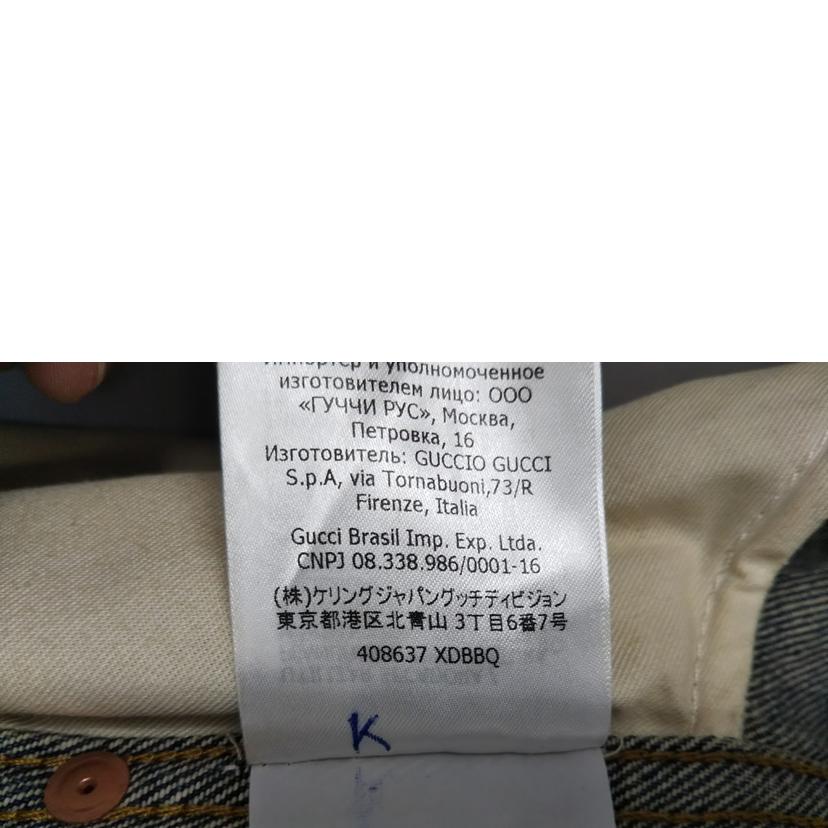 Импортер и уполномоченное
изготовителем лицо: ООО
«ГУЧЧИ РУС», Москва,
Петровка, 16
Изготовитель: GUCCIO GUCCI
S.p.A, via Tornabuoni,73/R
Firenze, Italia
Gucci Brasil Imp. Exp. Ltda.
CNPJ 08.338.986/0001-16
(株)ケリングジャパングッチディビジョン
東京都港区北青山 3丁目6番7号
408637 XDBBQ
K